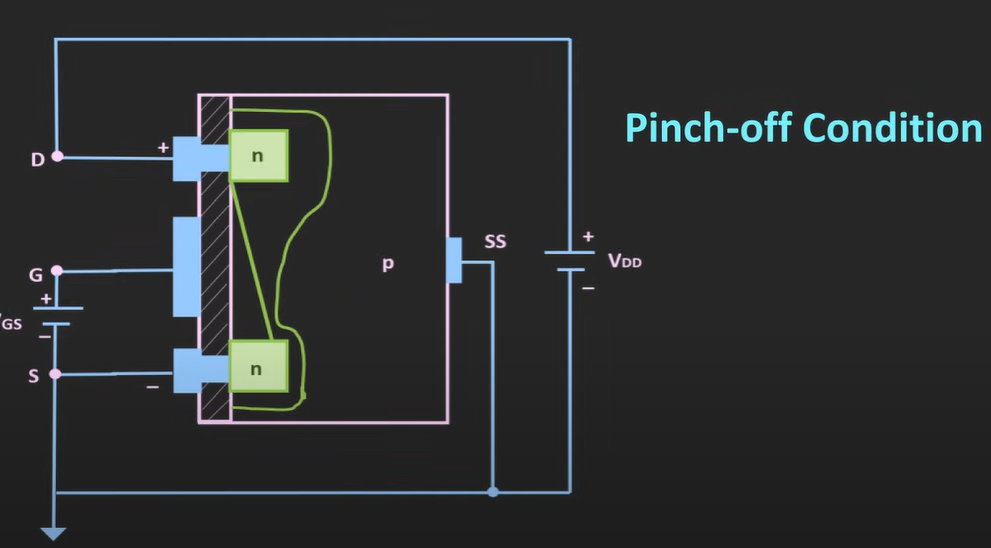 Pinch-off Condition
+
D
n
SS
+
p
VDD
G
+
−
GS
−
S
−
n